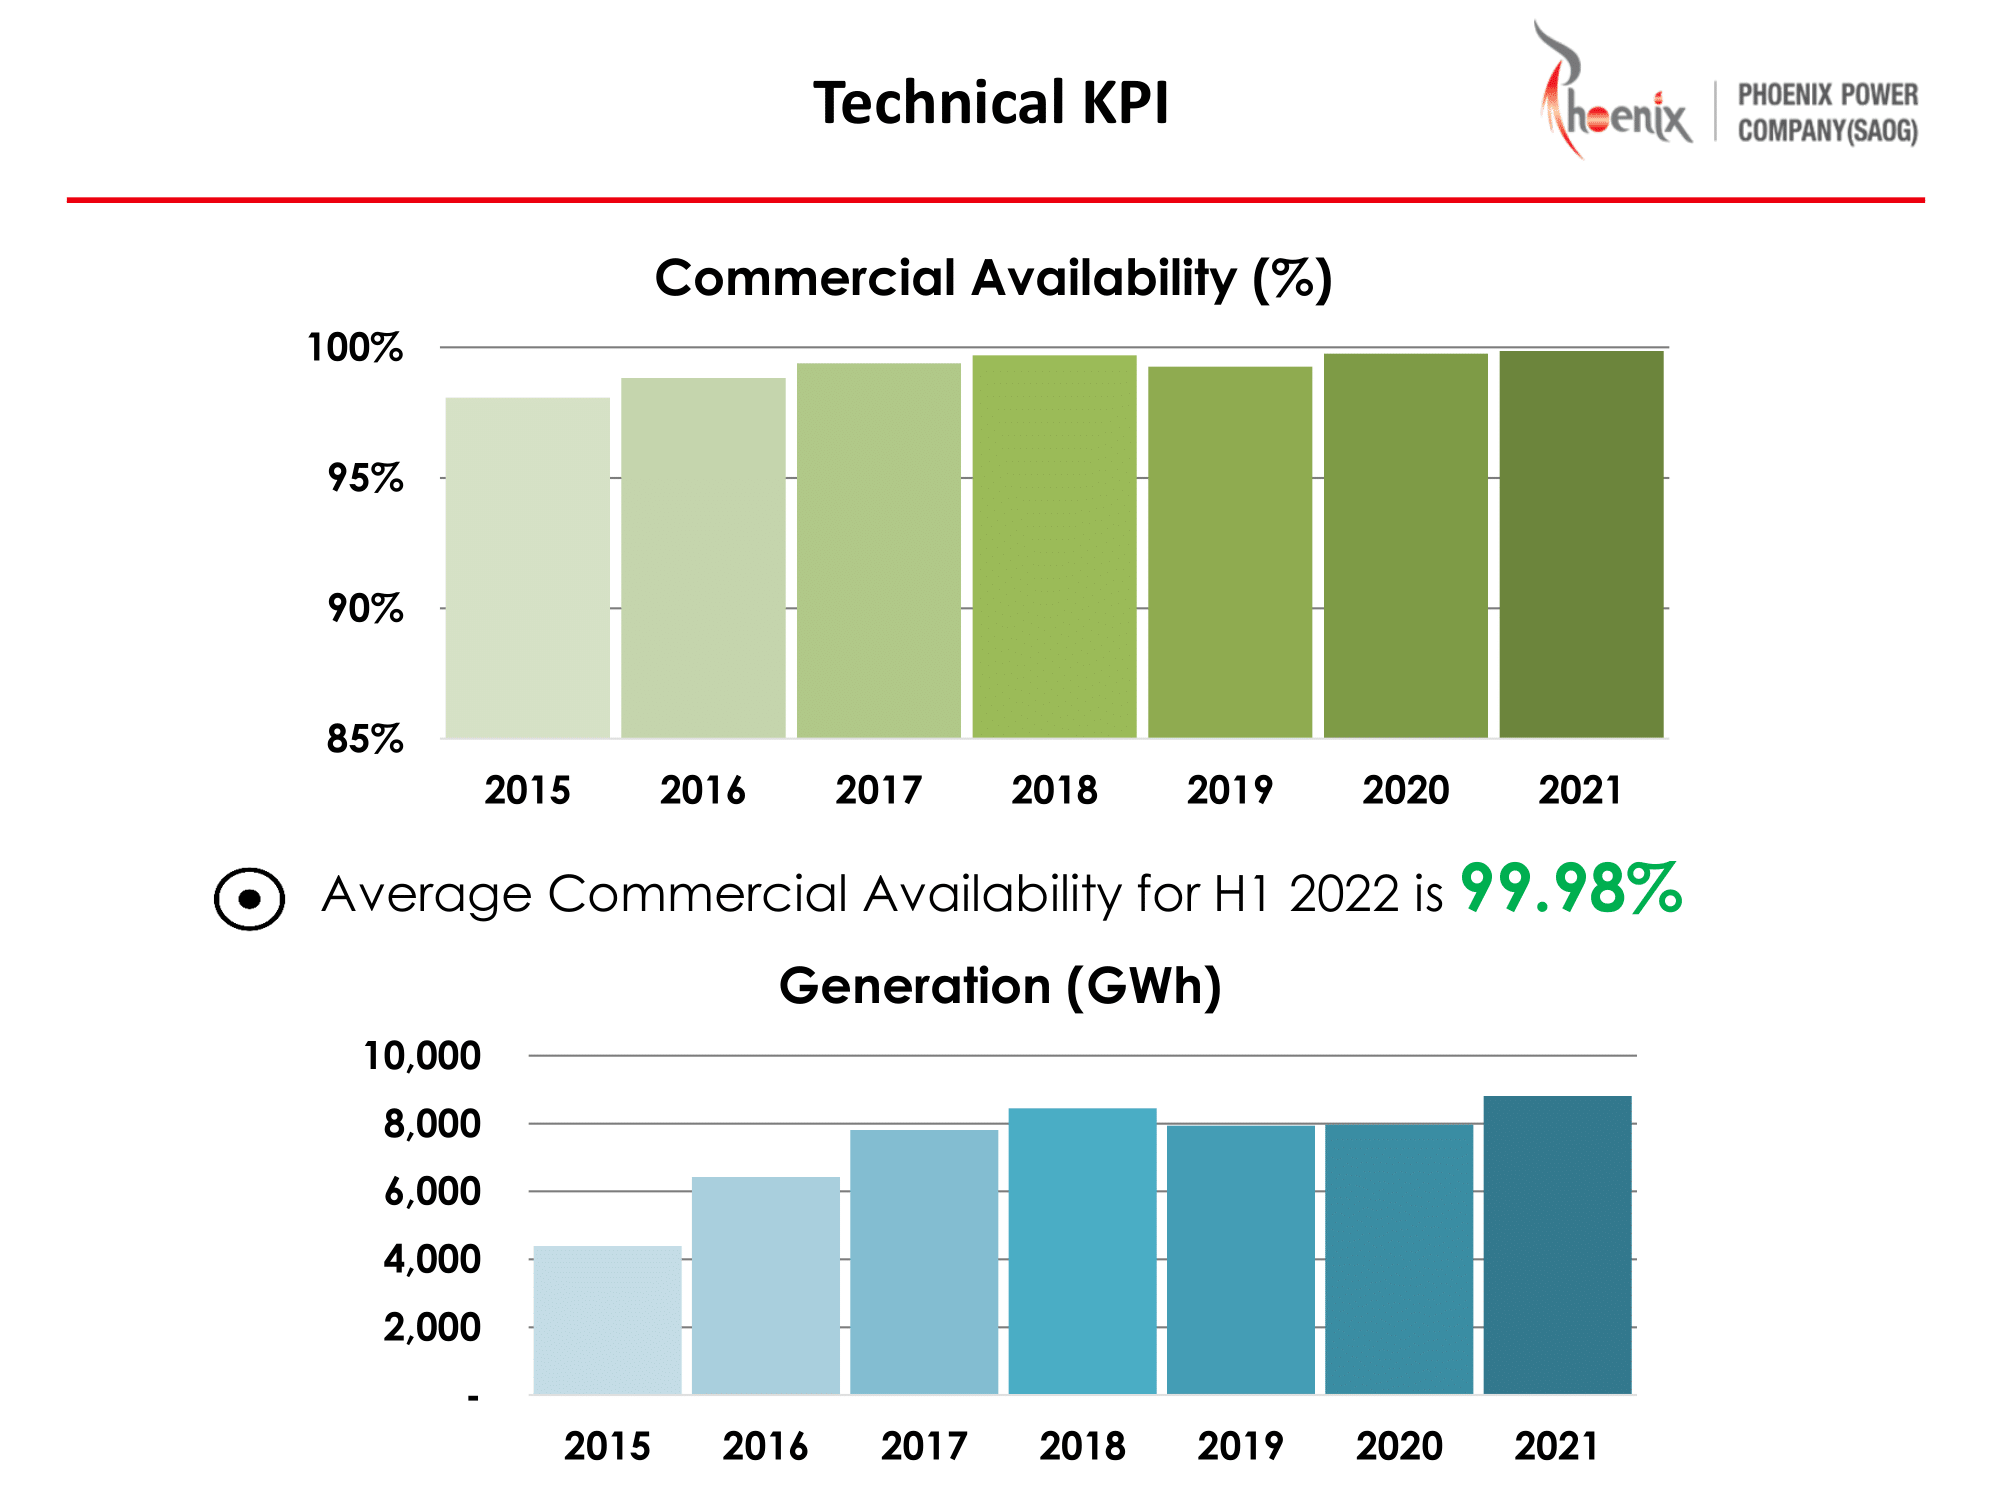 Technical KPI
Phoenix
PHOENIX POWER
COMPANY(SAOG)
Commercial Availability (%)
100%
95%
90%
85%
2015 2016 2017 2018 2019 2020 2021
Average Commercial Availability for H1 2022 is 99.98%
Generation (GWh)
10,000
8,000
6,000
4,000
2,000
-
2015 2016 2017 2018 2019 2020 2021